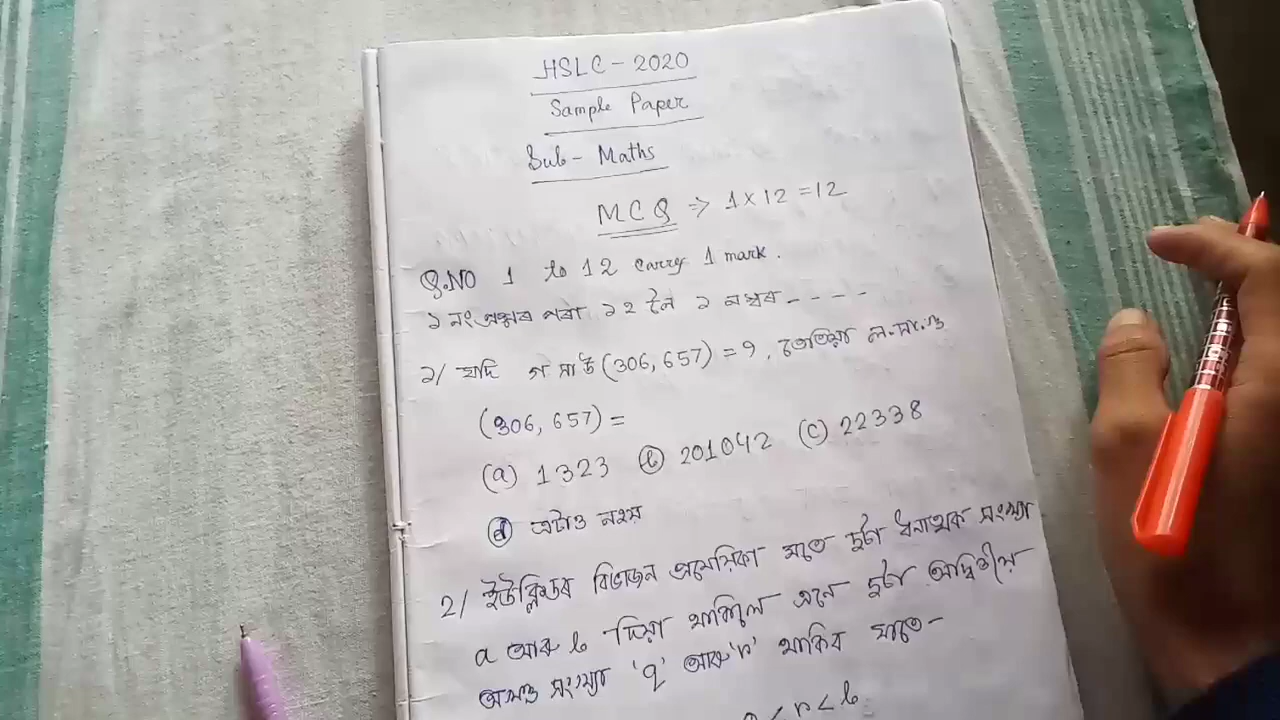 HSLC - 2020
Sample Paper
Sub - Maths
MCQ ⇒ 1 × 12 = 12
Q.NO 1 to 12 carry 1 mark.
১ নং প্ৰশ্নৰ পৰা ১২ লৈ ১ নম্বৰ - - - -
১/ যদি গ সা উ (306, 657) = 9, তেতিয়া ল.সা.গু
(306, 657) =
(a) 1323 (b) 201042 (c) 22338
(d) এটাও নহয়
2/ ইউক্লিডৰ বিভাজন প্ৰমেয়িকা মতে দুটা ধনাত্মক সংখ্যা
a আৰু b দিয়া থাকিলে এনে দুটা অদ্বিতীয়
অখণ্ড সংখ্যা 'q' আৰু 'r' থাকিব যাতে -
< r < b